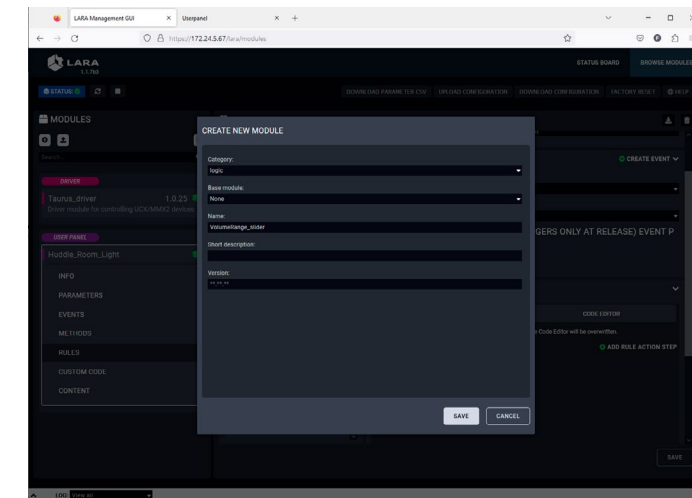 LARA Management GUI
Userpanel
https://172.24.5.67/lara/modules
LARA
1.1.760
STATUS BOARD
BROWSE MODULES
STATUS:
DOWNLOAD PARAMETER CSV
UPLOAD CONFIGURATION
DOWNLOAD CONFIGURATION
FACTORY RESET
HELP
MODULES
Search
DRIVER
Taurus_driver 1.0.25
Driver module for controlling UCX/MMX2 devices
USER PANEL
Huddle_Room_Light
INFO
PARAMETERS
EVENTS
METHODS
RULES
CUSTOM CODE
CONTENT
CREATE NEW MODULE
Category:
logic
Base module:
None
Name:
VolumeRange_slider
Short description:
Version:
**.**.**
SAVE CANCEL
CREATE EVENT
GERS ONLY AT RELEASE) EVENT P
CODE EDITOR
Code Editor will be overwritten.
ADD RULE ACTION STEP
SAVE
LOG: View all